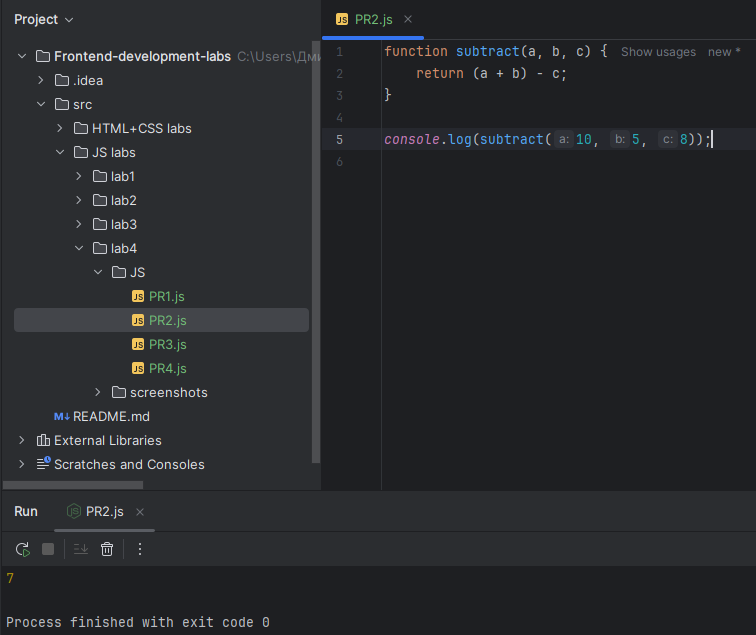 Project
Frontend-development-labs C:\Users\Дми
.idea
src
HTML+CSS labs
JS labs
lab1
lab2
lab3
lab4
JS
JS PR1.js
JS PR2.js
JS PR3.js
JS PR4.js
screenshots
M↓ README.md
External Libraries
Scratches and Consoles
JS PR2.js
1 function subtract(a, b, c) { Show usages new *
2 return (a + b) - c;
3 }
4
5 console.log(subtract( a: 10, b: 5, c: 8));
6
Run
PR2.js
7
Process finished with exit code 0